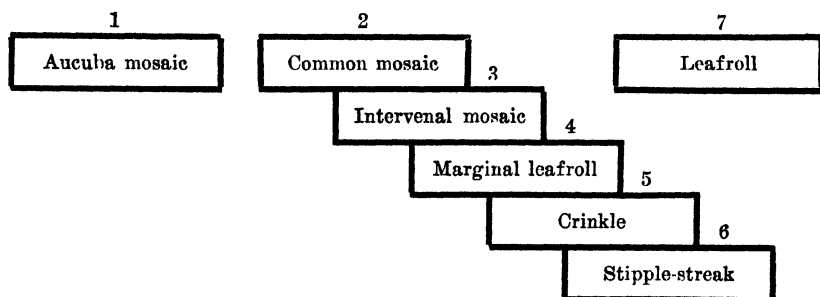 1 2 7
Aucuba mosaic Common mosaic Leafroll
3
Intervenal mosaic
4
Marginal leafroll
5
Crinkle
6
Stipple-streak